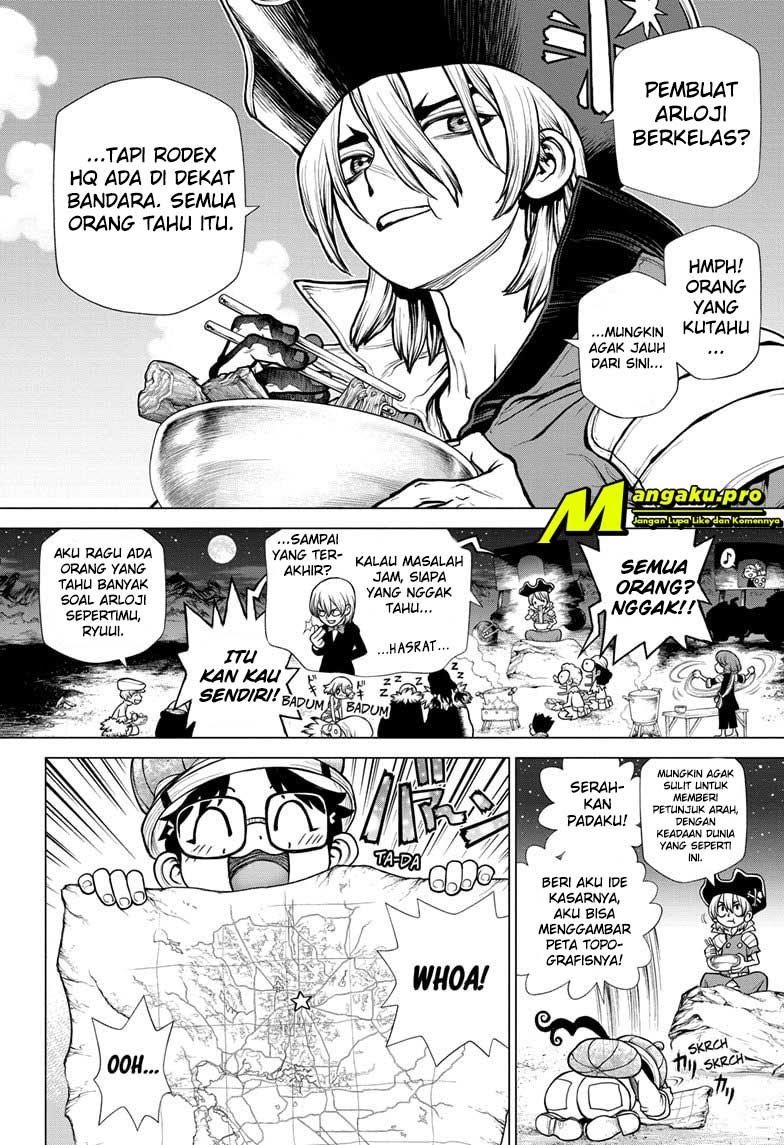 PEMBUAT
ARLOJI
BERKELAS?
HMPH!
ORANG
YANG
KUTAHU
...
...MUNGKIN
AGAK JAUH
DARI SINI...
...TAPI RODEX
HQ ADA DI DEKAT
BANDARA. SEMUA
ORANG TAHU ITU.
Mangaku.pro
Jangan Lupa Like dan Komennya
SEMUA
ORANG?
NGGAK!!
KALAU MASALAH
JAM, SIAPA
YANG NGGAK
TAHU...
...HASRAT...
...SAMPAI
YANG TER-
AKHIR?
ZZZ
ZZZ
BADUM
BADUM
ITU
KAN KAU
SENDIRI!
AKU RAGU ADA
ORANG YANG
TAHU BANYAK
SOAL ARLOJI
SEPERTIMU,
RYUUI.
MUNGKIN AGAK
SULIT UNTUK
MEMBERI
PETUNJUK ARAH,
DENGAN
KEADAAN DUNIA
YANG SEPERTI
INI.
SERAH-
KAN
PADAKU!
BERI AKU IDE
KASARNYA,
AKU BISA
MENGGAMBAR
PETA TOPO-
GRAFISNYA!
SKRCH
SKRCH
TA-DA
WHOA!
OOH...